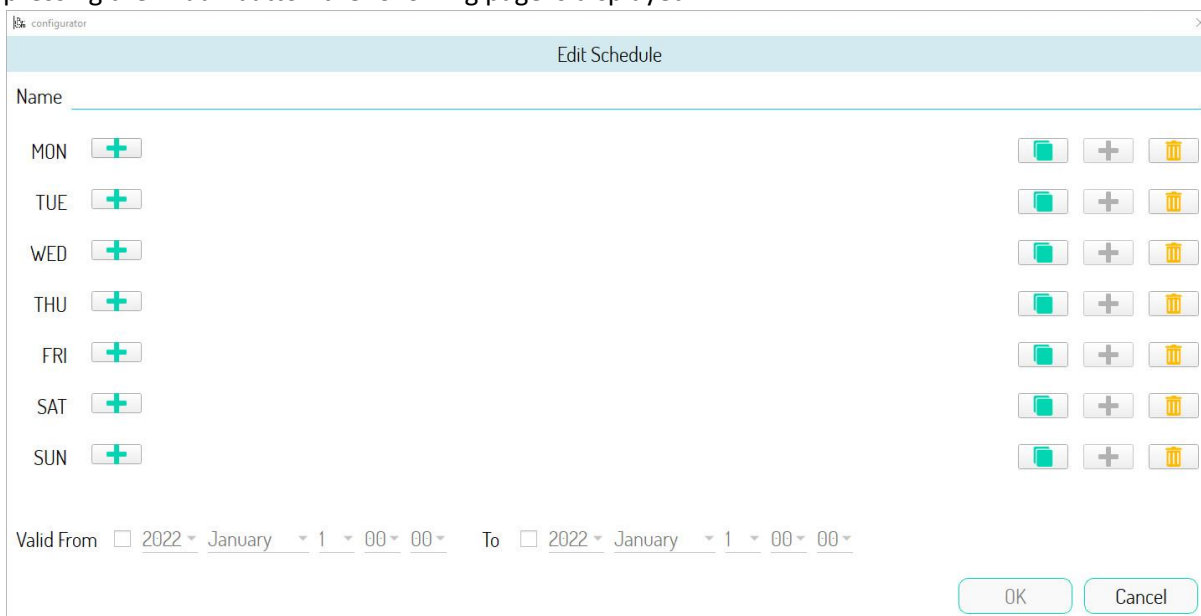 configurator
Edit Schedule
Name
MON
TUE
WED
THU
FRI
SAT
SUN
Valid From 2022 January 1 00 00 To 2022 January 1 00 00
OK Cancel